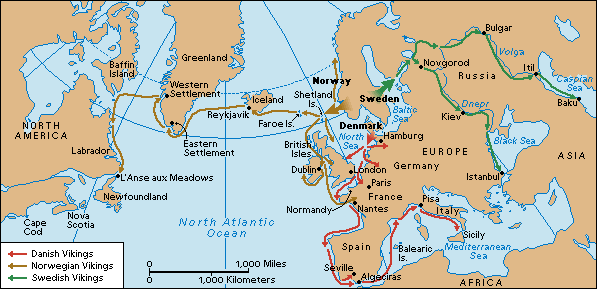 Baffin
Island
Greenland
Western
Settlement
Iceland
Reykjavik
Faroe Is.
Shetland
Is.
Norway
Sweden
Denmark
Baltic
Sea
North
Sea
Hamburg
Novgorod
Bulgar
Volga
Russia
Itil
Caspian
Sea
Baku
Dnepr
Kiev
Black Sea
Istanbul
EUROPE
ASIA
NORTH
AMERICA
Labrador
Eastern
Settlement
L'Anse aux Meadows
Newfoundland
Nova
Scotia
Cape
Cod
North Atlantic
Ocean
British
Isles
Dublin
London
Germany
Paris
France
Normandy
Nantes
Pisa
Italy
Sicily
Spain
Balearic
Is.
Mediterranean
Sea
Séville
Algeciras
AFRICA
Danish Vikings
Norwegian Vikings
Swedish Vikings
0
1,000 Miles
0
1,000 Kilometers